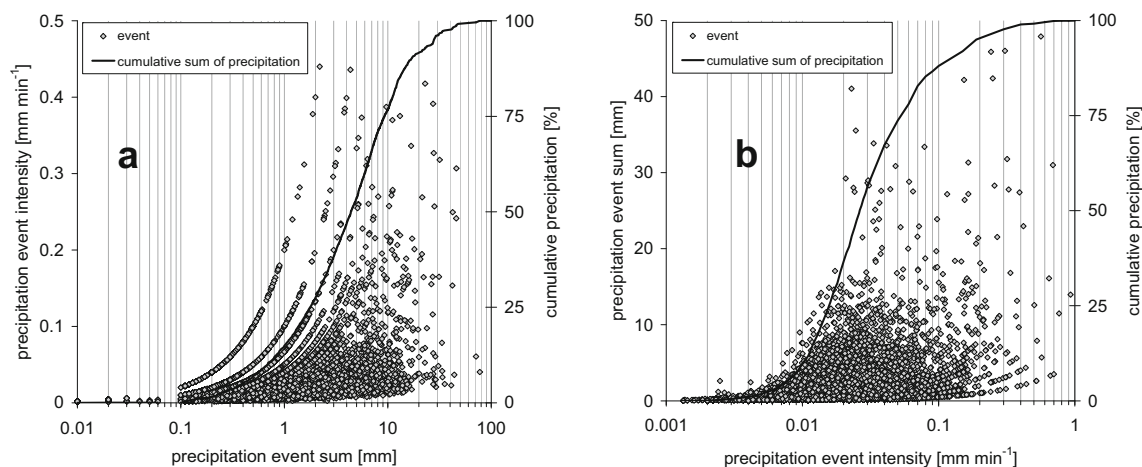 event
cumulative sum of precipitation
a
precipitation event intensity [mm min-1]
0.5
0.4
0.3
0.2
0.1
0
100
75
50
25
0
cumulative precipitation [%]
0.01
0.1
1
10
100
precipitation event sum [mm]
event
cumulative sum of precipitation
b
precipitation event sum [mm]
50
40
30
20
10
0
100
75
50
25
0
cumulative precipitation [%]
0.001
0.01
0.1
1
precipitation event intensity [mm min-1]